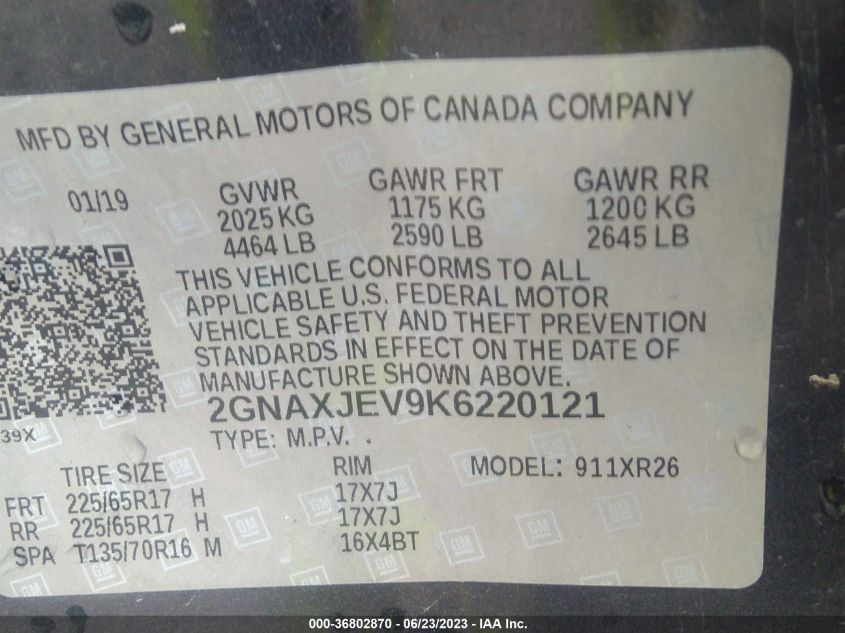 MFD BY GENERAL MOTORS OF CANADA COMPANY
01/19 GVWR GAWR FRT GAWR RR
2025 KG 1175 KG 1200 KG
4464 LB 2590 LB 2645 LB
THIS VEHICLE CONFORMS TO ALL
APPLICABLE U.S. FEDERAL MOTOR
VEHICLE SAFETY AND THEFT PREVENTION
STANDARDS IN EFFECT ON THE DATE OF
MANUFACTURE SHOWN ABOVE.
2GNAXJEV9K6220121
39X
TYPE: M.P.V.
TIRE SIZE RIM MODEL: 911XR26
FRT 225/65R17 H 17X7J
RR 225/65R17 H 17X7J
SPA T135/70R16 M 16X4BT
000-36802870 - 06/23/2023 - IAAI.com